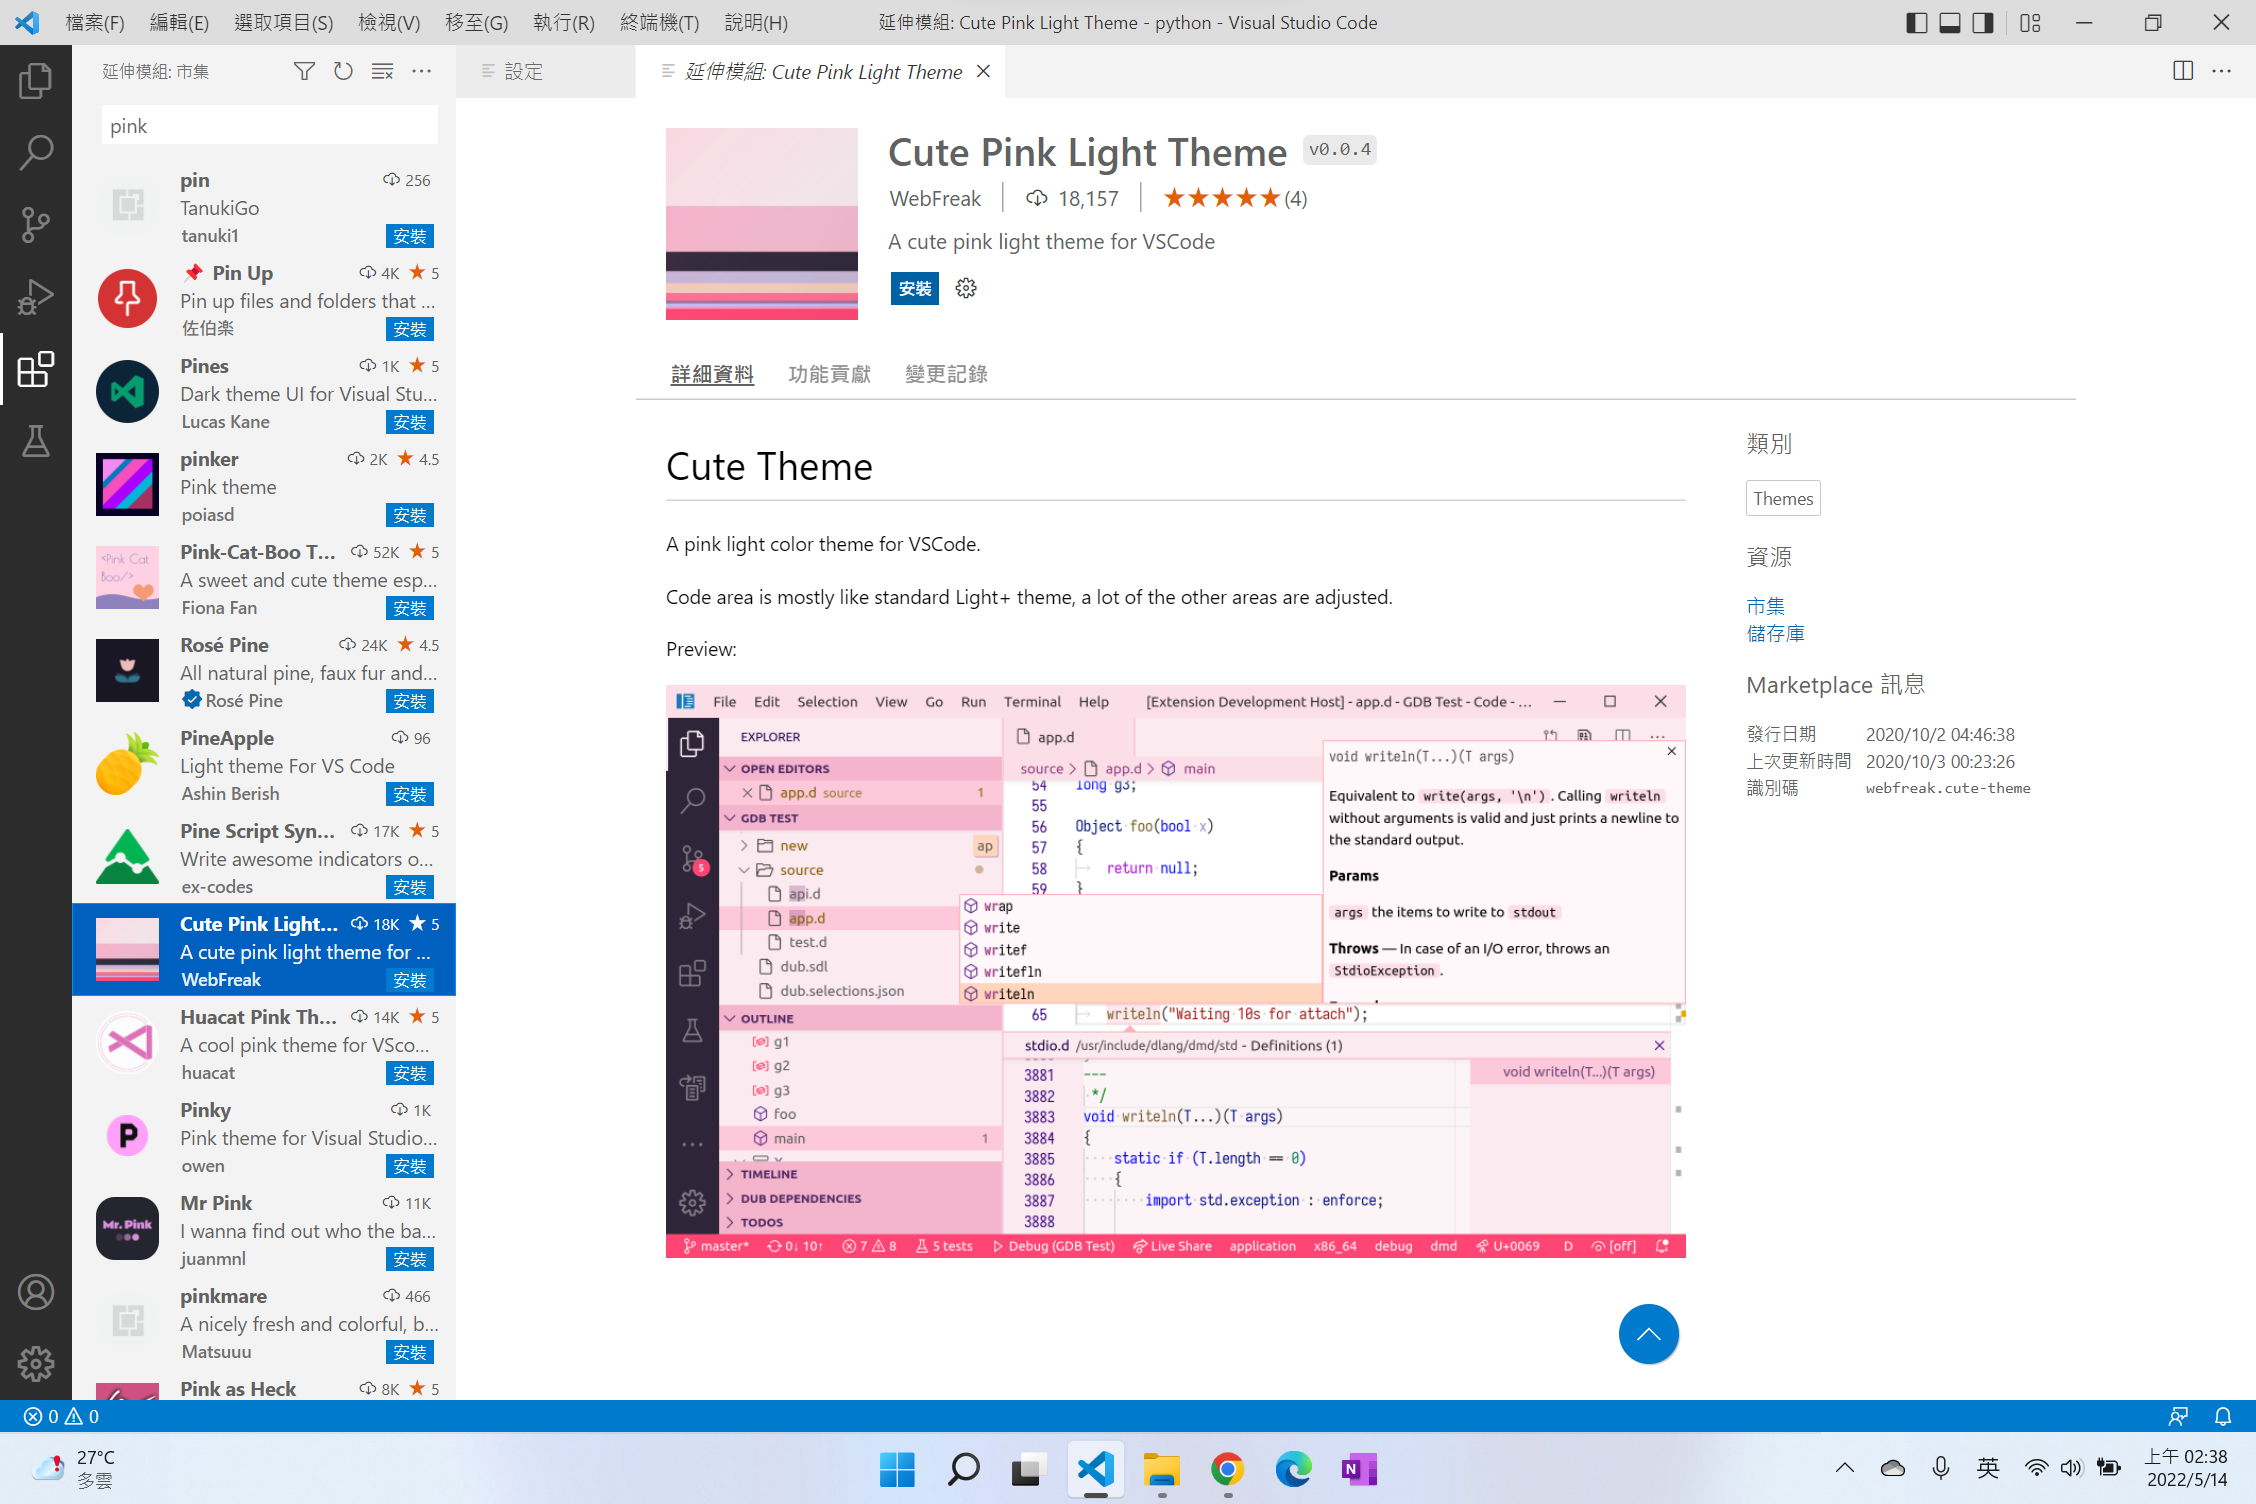 檔案(F) 編輯(E) 選取項目(S) 檢視(V) 移至(G) 執行(R) 終端機(T) 說明(H) 延伸模組: Cute Pink Light Theme - python - Visual Studio Code
延伸模組: 市集
pink
pin 256
TanukiGo
tanuki1 安裝
Pin Up 4K ★ 5
Pin up files and folders that ...
佐伯楽 安裝
Pines 1K ★ 5
Dark theme UI for Visual Stu...
Lucas Kane 安裝
pinker 2K ★ 4.5
Pink theme
poiasd 安裝
<Pink Cat
Boo/>
Pink-Cat-Boo T... 52K ★ 5
A sweet and cute theme esp...
Fiona Fan 安裝
Rosé Pine 24K ★ 4.5
All natural pine, faux fur and...
Rosé Pine 安裝
PineApple 96
Light theme For VS Code
Ashin Berish 安裝
Pine Script Syn... 17K ★ 5
Write awesome indicators o...
ex-codes 安裝
Cute Pink Light... 18K ★ 5
A cute pink light theme for ...
WebFreak 安裝
Huacat Pink Th... 14K ★ 5
A cool pink theme for VSco...
huacat 安裝
P
Pinky 1K
Pink theme for Visual Studio...
owen 安裝
Mr.Pink
Mr Pink 11K
I wanna find out who the ba...
juanmnl 安裝
pinkmare 466
A nicely fresh and colorful, b...
Matsuuu 安裝
Pink as Heck 8K ★ 5
設定
延伸模組: Cute Pink Light Theme
Cute Pink Light Theme v0.0.4
WebFreak 18,157 ★★★★★(4)
A cute pink light theme for VSCode
安裝
詳細資料 功能貢獻 變更記錄
Cute Theme
A pink light color theme for VSCode.
Code area is mostly like standard Light+ theme, a lot of the other areas are adjusted.
Preview:
File Edit Selection View Go Run Terminal Help [Extension Development Host] - app.d - GDB Test - Code - ...
EXPLORER
OPEN EDITORS
app.d source 1
GDB TEST
new ap
source
api.d
app.d
test.d
dub.sdl
dub.selections.json
OUTLINE
g1
g2
g3
foo
main 1
TIMELINE
DUB DEPENDENCIES
TODOS
5
app.d
source > app.d > main
54 long g3;
55
56 Object foo(bool x)
57 {
58 return null;
59 }
wrap
write
writef
writefln
writeln
void writeln(T...)(T args)
Equivalent to write(args, '\n') . Calling writeln
without arguments is valid and just prints a newline to
the standard output.
Params
args the items to write to stdout
Throws — In case of an I/O error, throws an
StdioException .
65 writeln("Waiting 10s for attach");
stdio.d /usr/include/dlang/dmd/std - Definitions (1)
3881 ---
3882 */
3883 void writeln(T...)(T args)
3884 {
3885 static if (T.length == 0)
3886 {
3887 import std.exception : enforce;
3888
void writeln(T...)(T args)
master* 0↓ 10↑ 7 8 5 tests Debug (GDB Test) Live Share application x86_64 debug dmd U+0069 D [off]
類別
Themes
資源
市集
儲存庫
Marketplace 訊息
發行日期 2020/10/2 04:46:38
上次更新時間 2020/10/3 00:23:26
識別碼 webfreak.cute-theme
0 0
27°C
多雲
N
英
上午 02:38
2022/5/14